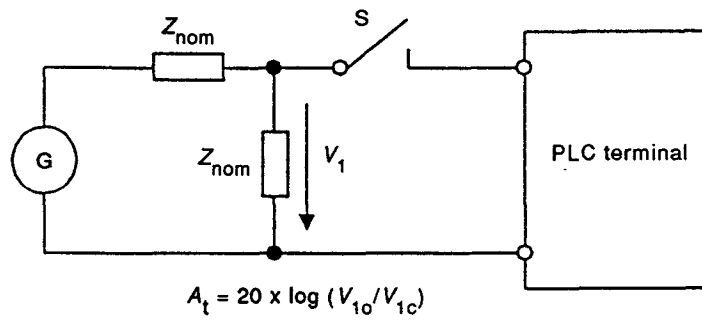 Z_nom
S
Z_nom
V_1
G
PLC terminal
A_t = 20 x log (V_1o/V_1c)